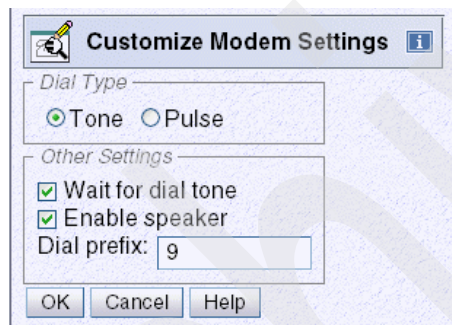 Customize Modem Settings
Dial Type
Tone Pulse
Other Settings
Wait for dial tone
Enable speaker
Dial prefix: 9
OK Cancel Help